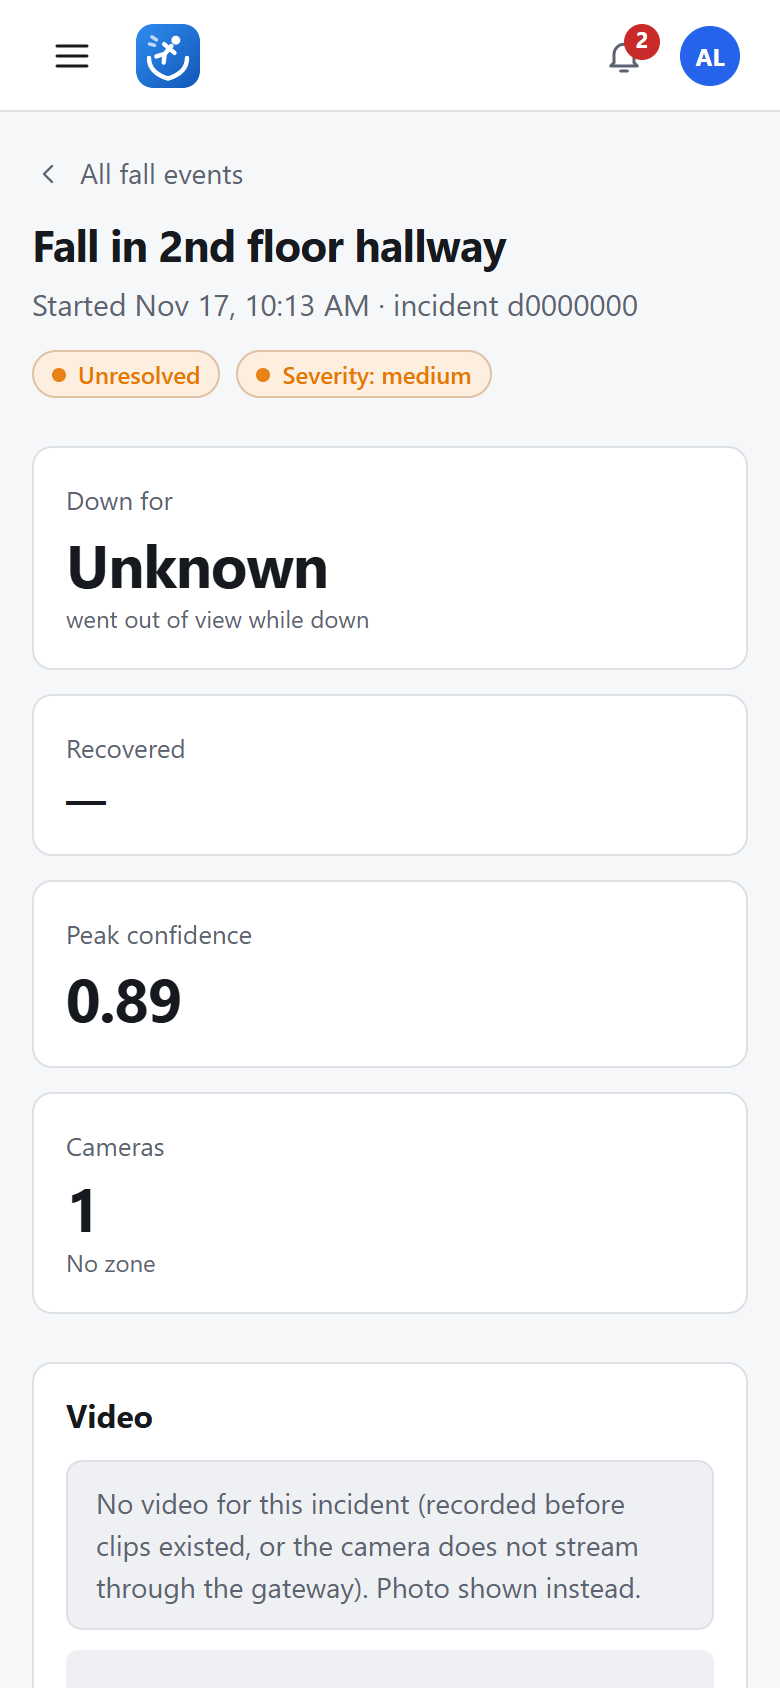 2
AL
All fall events
Fall in 2nd floor hallway
Started Nov 17, 10:13 AM · incident d0000000
Unresolved
Severity: medium
Down for
Unknown
went out of view while down
Recovered
—
Peak confidence
0.89
Cameras
1
No zone
Video
No video for this incident (recorded before
clips existed, or the camera does not stream
through the gateway). Photo shown instead.